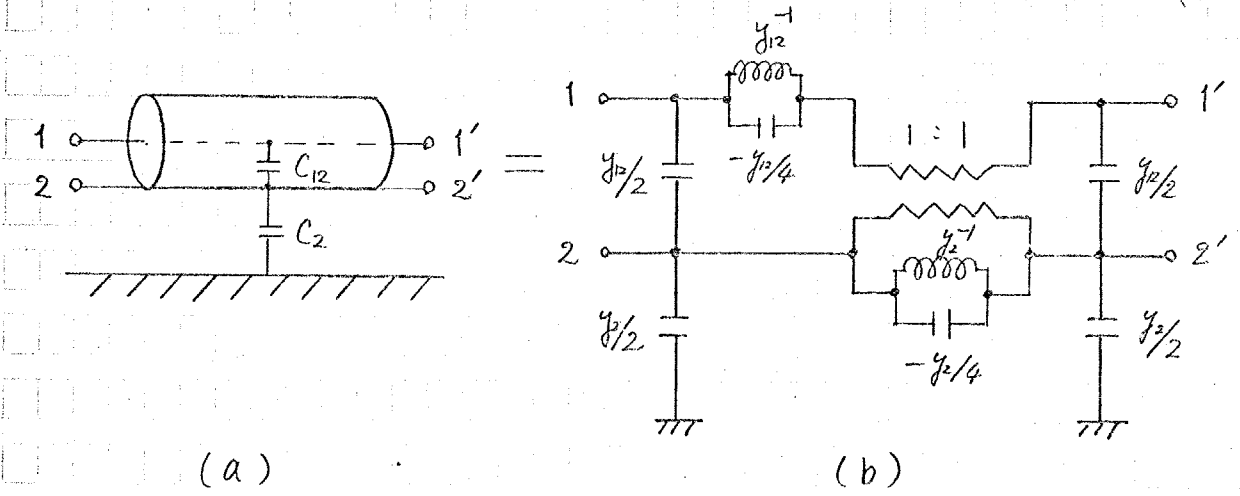 1
2
1'
2'
C₁₂
C₂
=
1
2
y₁₂⁻¹
-y₁₂/4
1 : 1
y₁₂/2
y₂/2
y₂⁻¹
-y₂/4
1'
2'
y₁₂/2
y₂/2
(a)
(b)